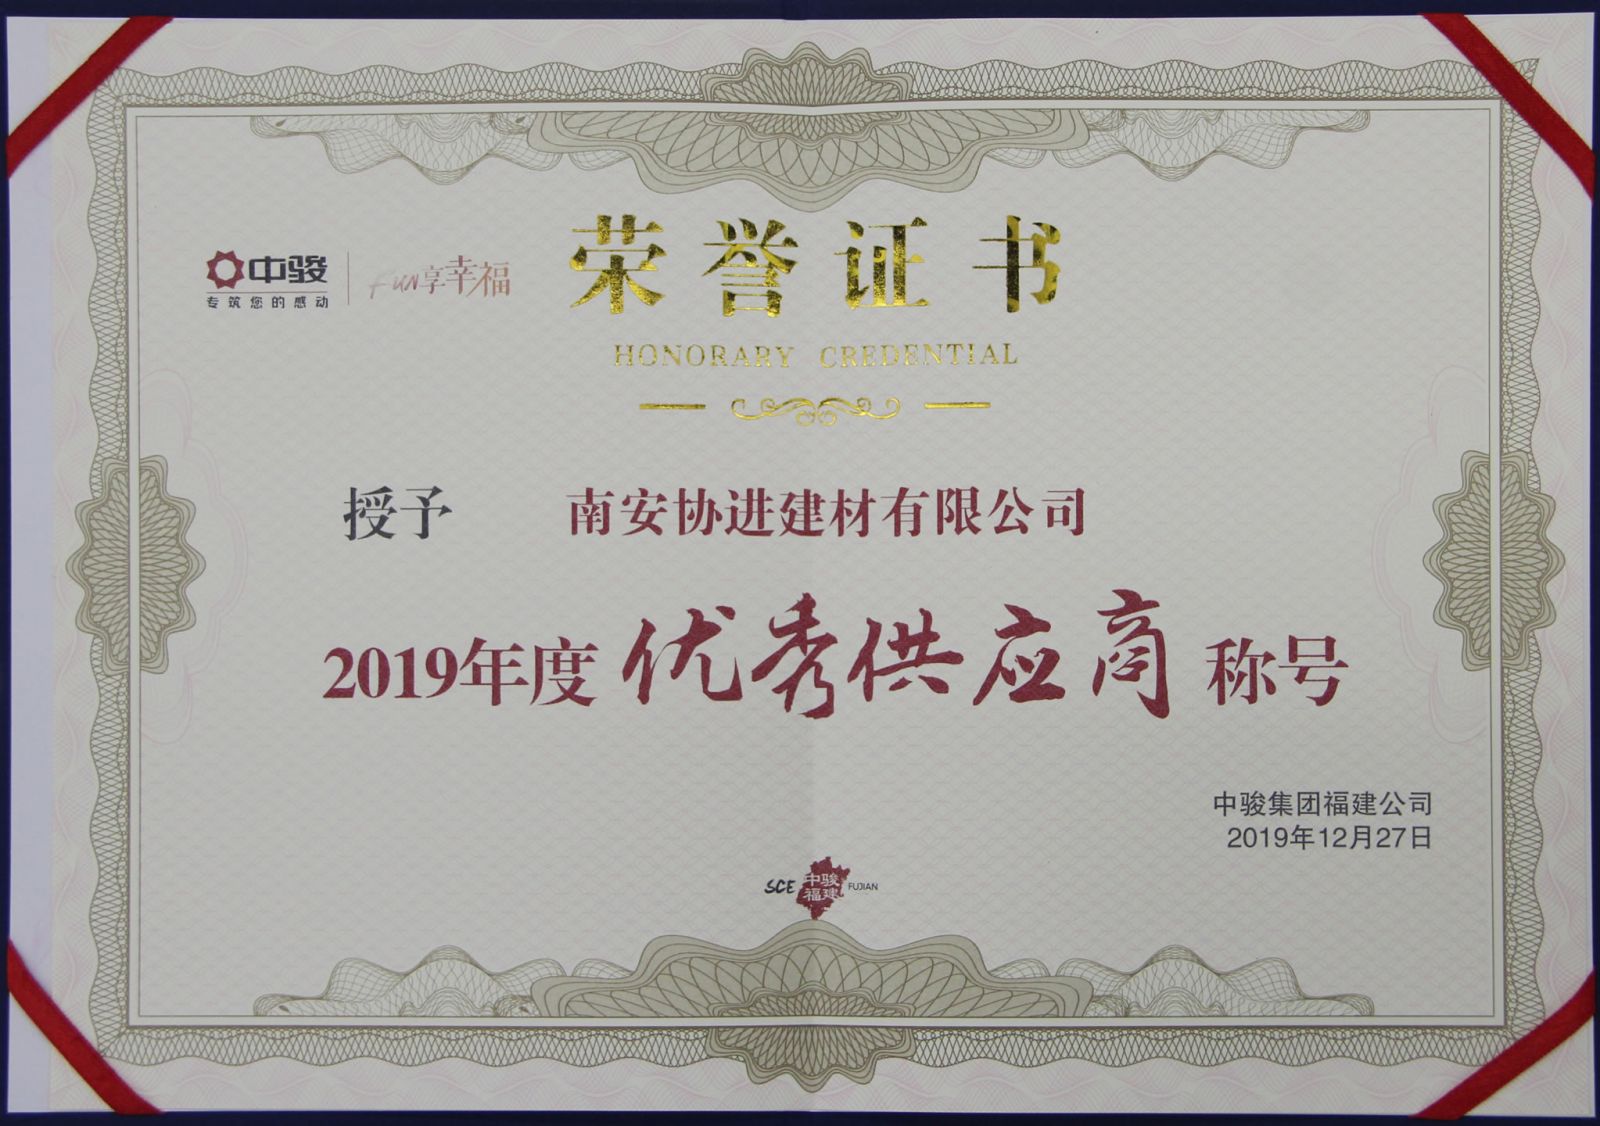 荣誉证书
中骏 Fun享幸福
专筑您的感动
HONORARY CREDENTIAL
授予 南安协进建材有限公司
2019年度优秀供应商称号
中骏集团福建公司
2019年12月27日
SCE 中骏福建 FUJIAN